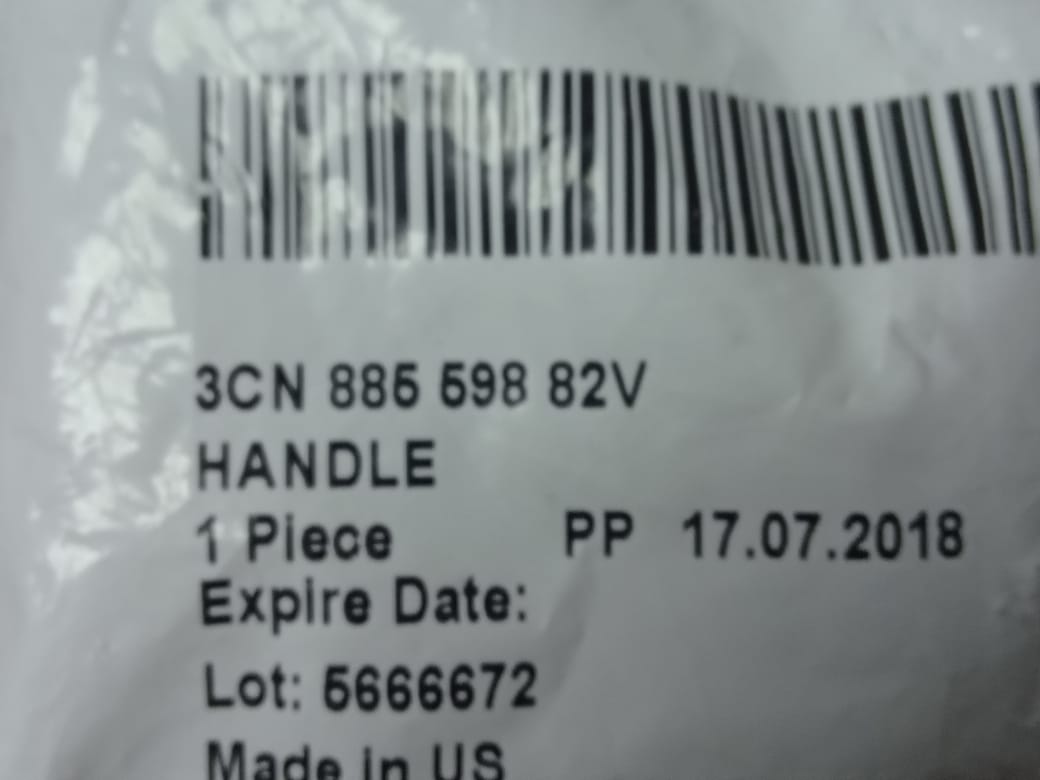 3CN 885 598 82V
HANDLE
1 Piece PP 17.07.2018
Expire Date:
Lot: 5666672
Made in US